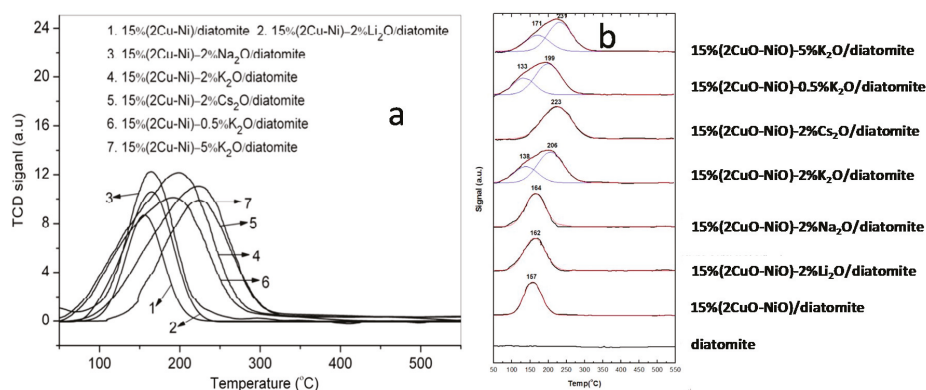 1. 15%(2Cu-Ni)/diatomite 2. 15%(2Cu-Ni)–2%Li₂O/diatomite
3. 15%(2Cu-Ni)–2%Na₂O/diatomite
4. 15%(2Cu-Ni)–2%K₂O/diatomite
5. 15%(2Cu-Ni)–2%Cs₂O/diatomite
6. 15%(2Cu-Ni)–0.5%K₂O/diatomite
7. 15%(2Cu-Ni)–5%K₂O/diatomite
a
TCD siganl (a.u)
24
20
16
12
8
4
0
3
7
5
4
6
1
2
100 150 200 250 300 350 400 450 500
Temperature (°C)
b
Signal (a.u.)
171 231
133 199
223
138 206
164
162
157
50 100 150 200 250 300 350 400 450 500 550
Temp(°C)
15%(2CuO-NiO)-5%K₂O/diatomite
15%(2CuO-NiO)-0.5%K₂O/diatomite
15%(2CuO-NiO)-2%Cs₂O/diatomite
15%(2CuO-NiO)-2%K₂O/diatomite
15%(2CuO-NiO)-2%Na₂O/diatomite
15%(2CuO-NiO)-2%Li₂O/diatomite
15%(2CuO-NiO)/diatomite
diatomite